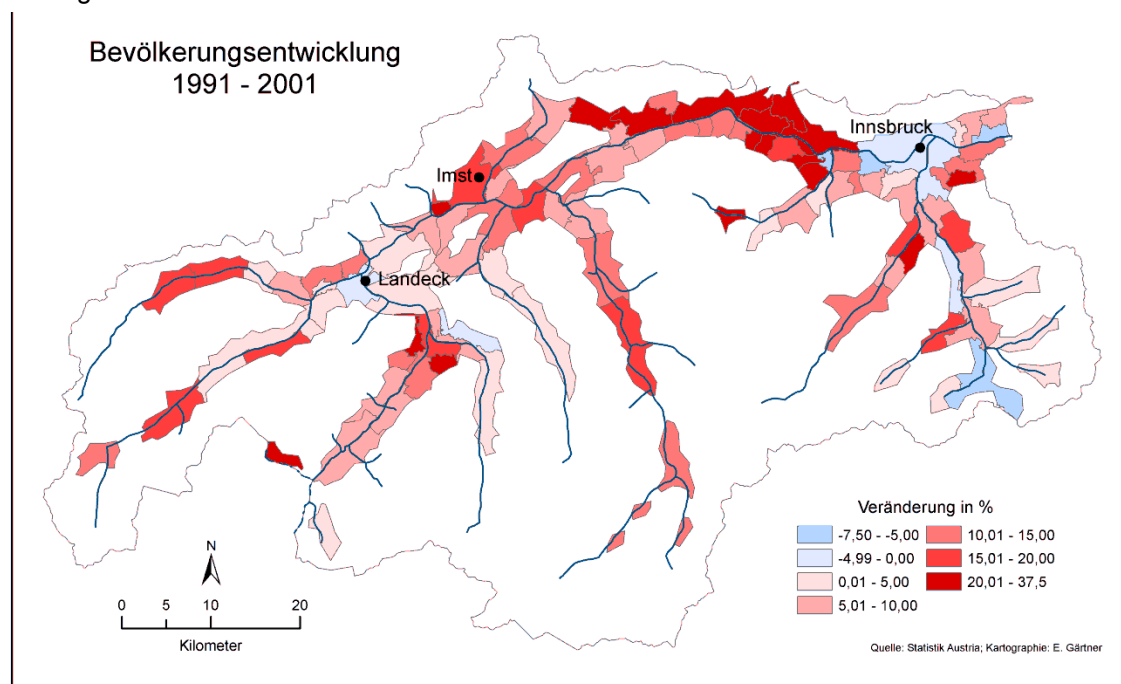 Bevölkerungsentwicklung
1991 - 2001
Innsbruck
Imst
Landeck
Veränderung in %
-7,50 - -5,00
-4,99 - 0,00
0,01 - 5,00
5,01 - 10,00
10,01 - 15,00
15,01 - 20,00
20,01 - 37,5
N
0 5 10 20
Kilometer
Quelle: Statistik Austria; Kartographie: E. Gärtner